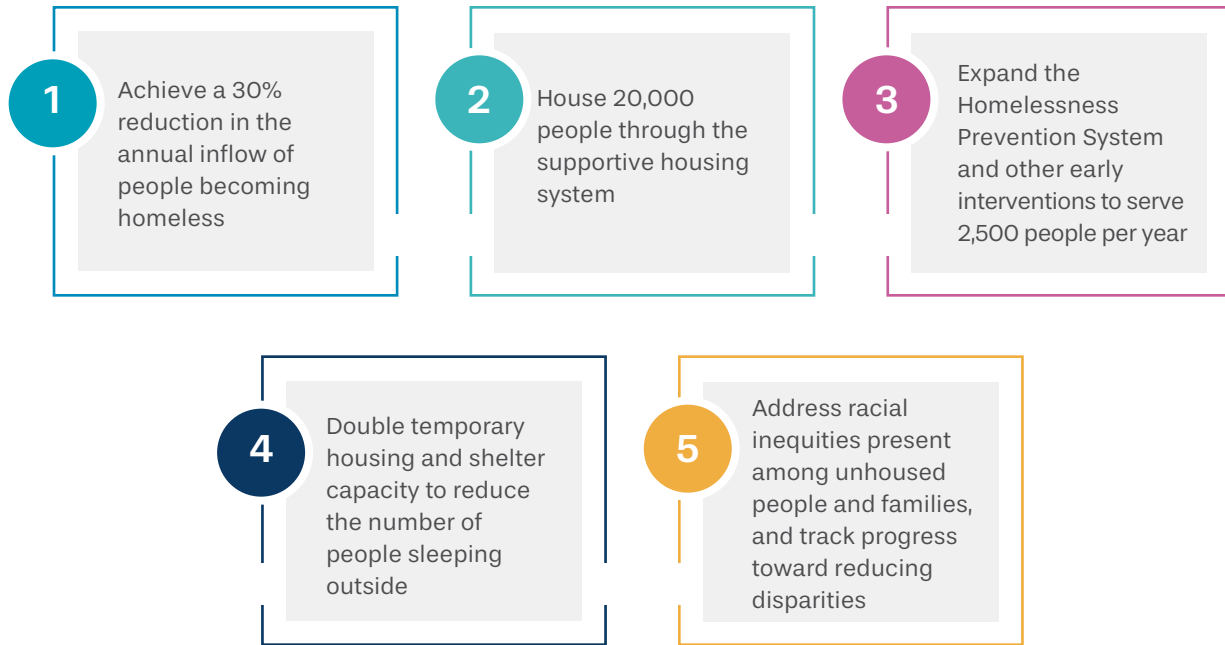 1
Achieve a 30%
reduction in the
annual inflow of
people becoming
homeless
2
House 20,000
people through the
supportive housing
system
3
Expand the
Homelessness
Prevention System
and other early
interventions to serve
2,500 people per year
4
Double temporary
housing and shelter
capacity to reduce
the number of
people sleeping
outside
5
Address racial
inequities present
among unhoused
people and families,
and track progress
toward reducing
disparities